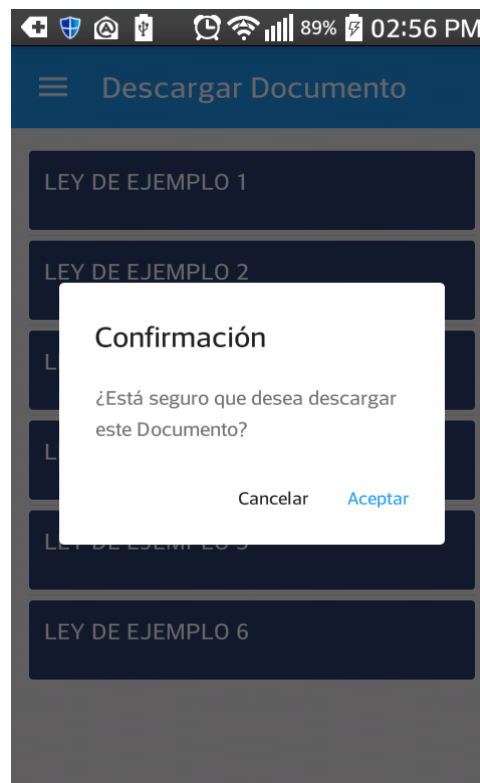 89% 02:56 PM
Descargar Documento
LEY DE EJEMPLO 1
LEY DE EJEMPLO 2
Confirmación
¿Está seguro que desea descargar
este Documento?
Cancelar Aceptar
LEY DE EJEMPLO 6